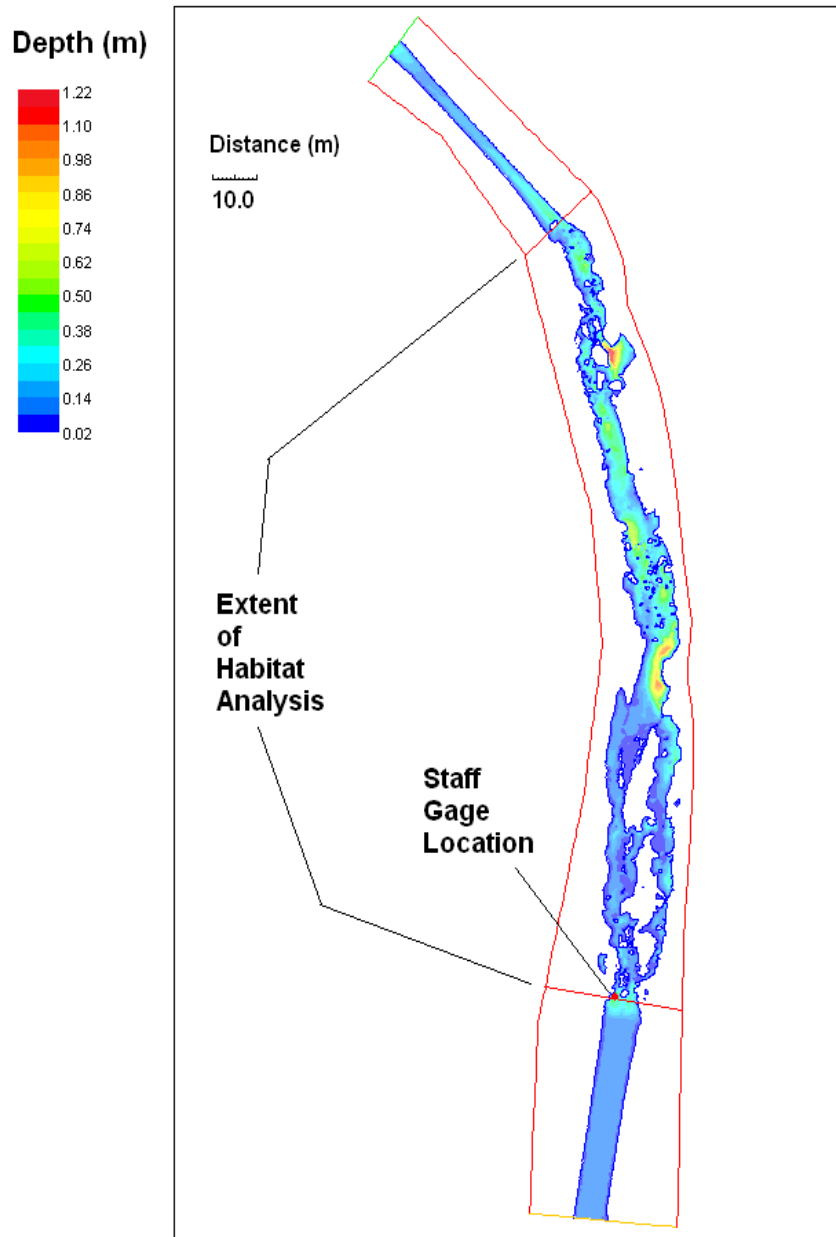 Depth (m)
1.22
1.10
0.98
0.86
0.74
0.62
0.50
0.38
0.26
0.14
0.02
Distance (m)
10.0
Extent
of
Habitat
Analysis
Staff
Gage
Location